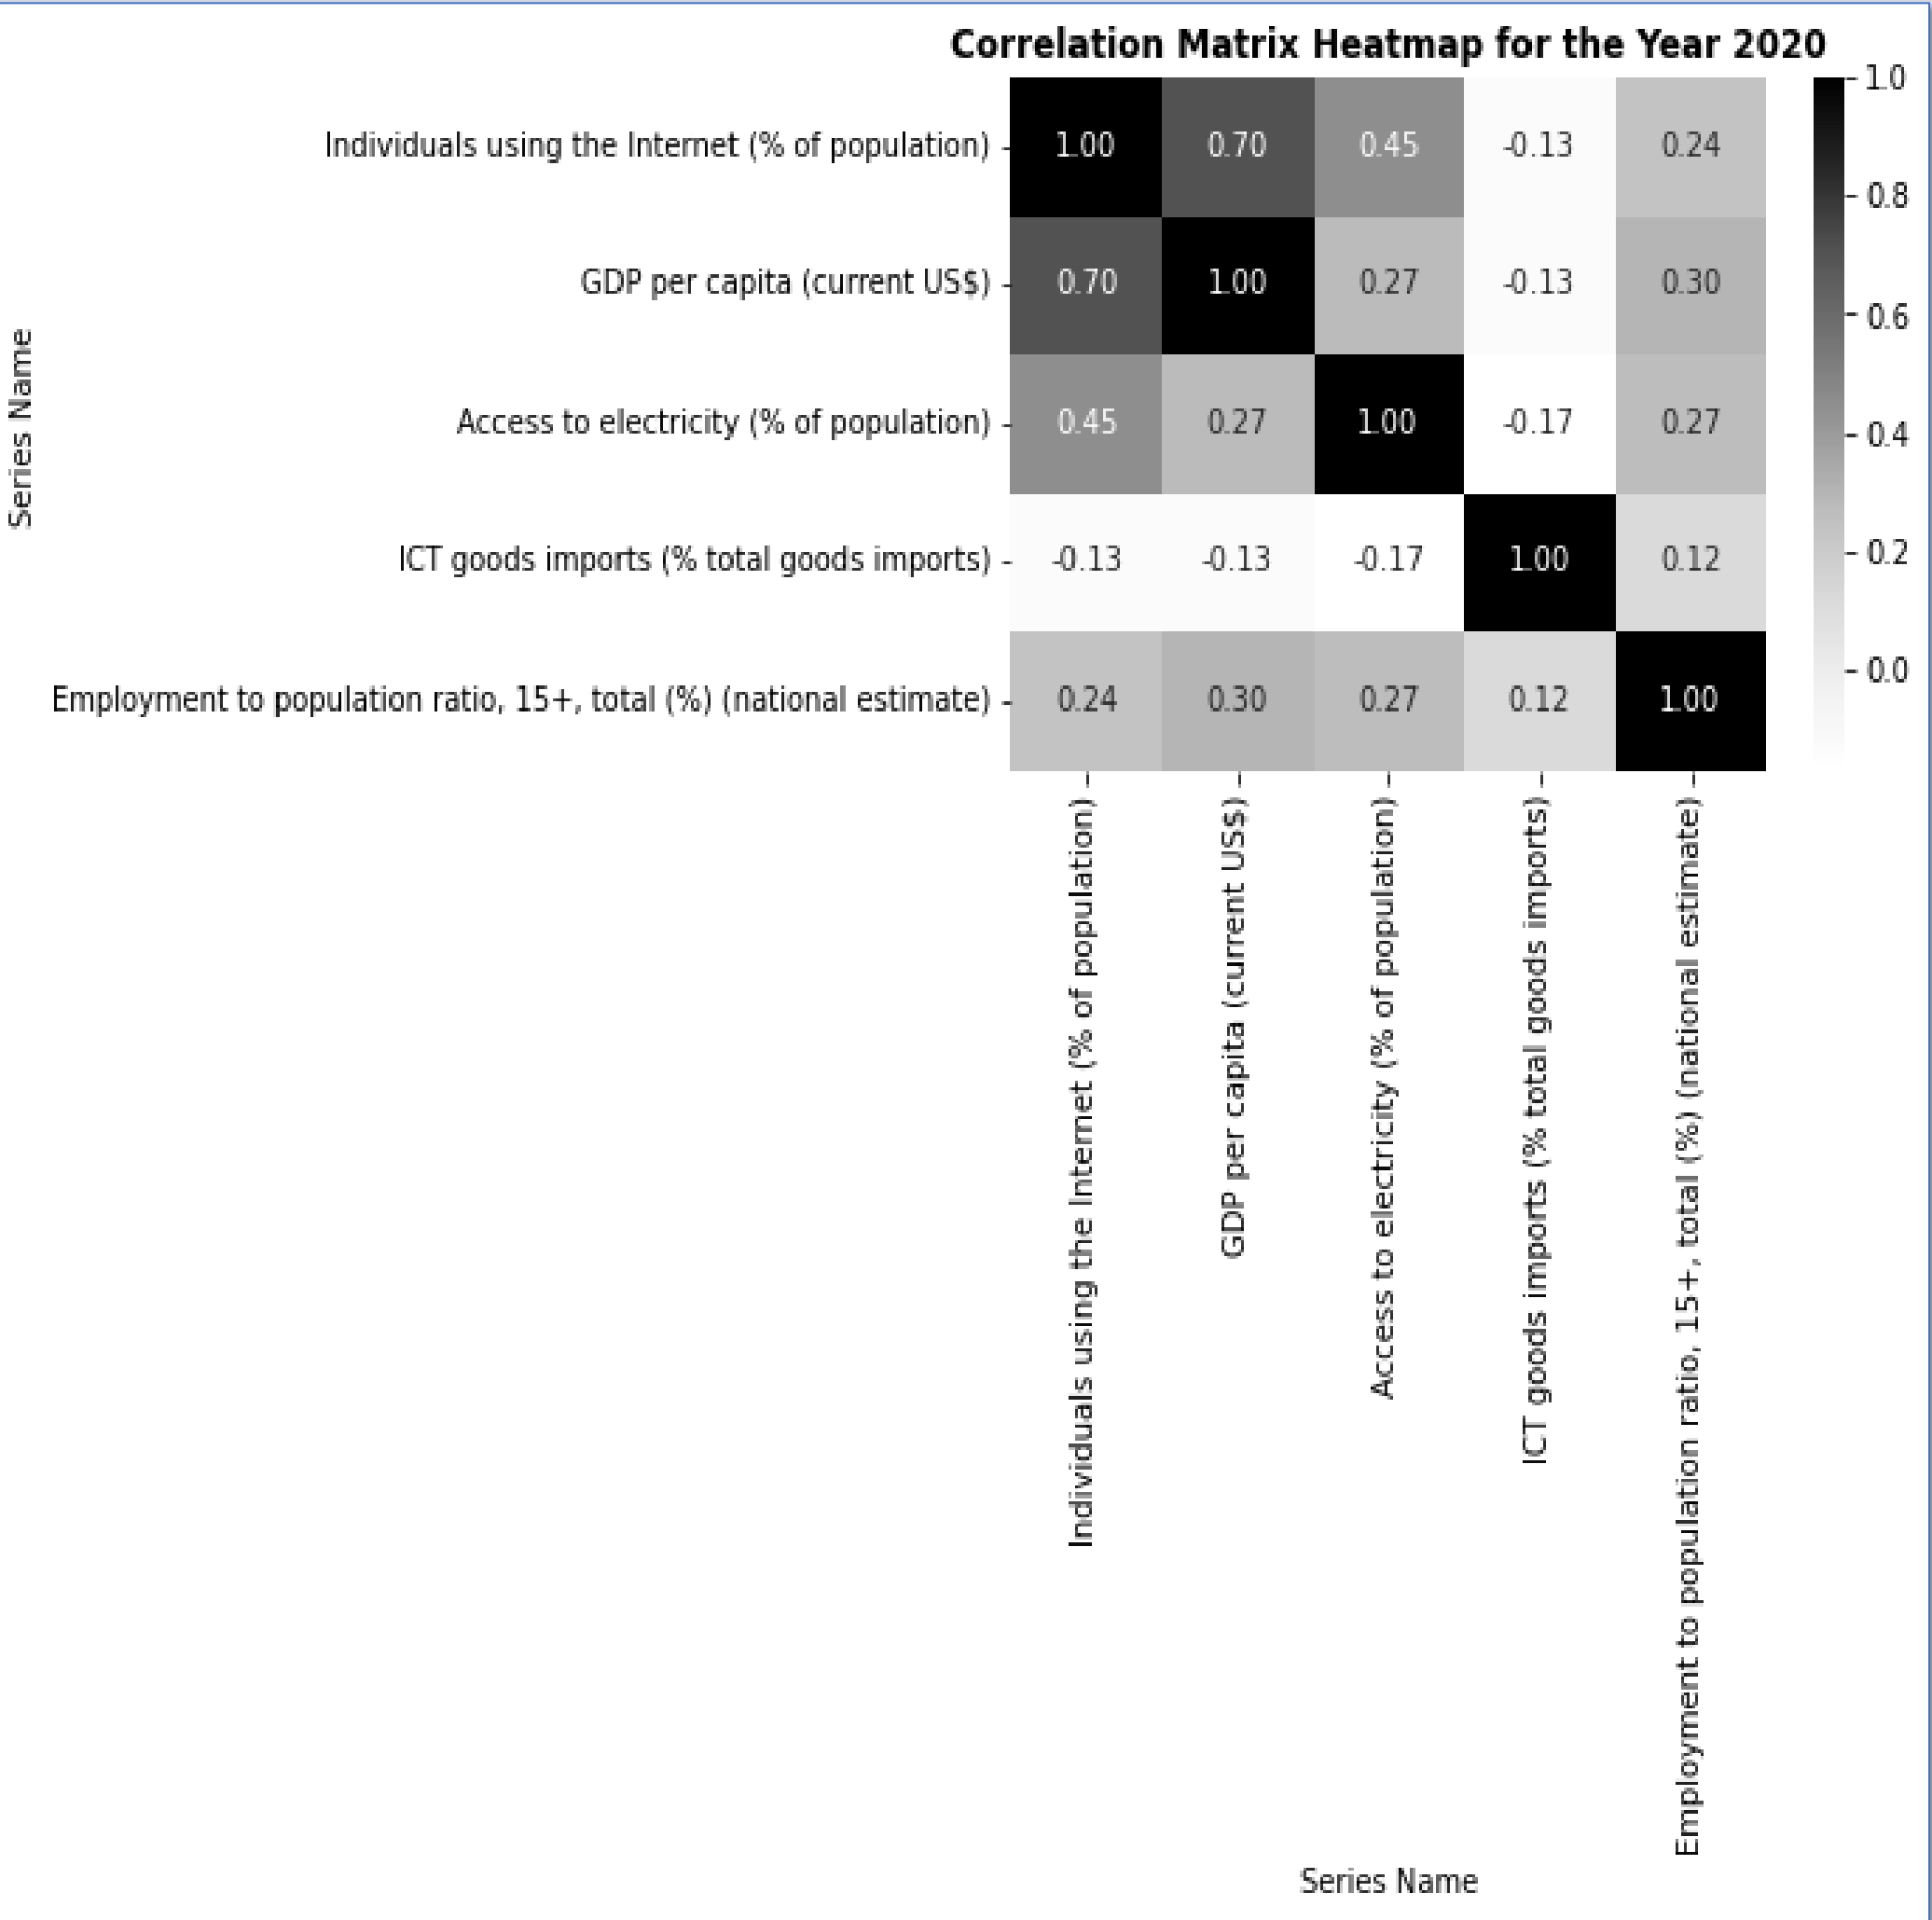 Correlation Matrix Heatmap for the Year 2020
Series Name
Individuals using the Internet (% of population)
1.00 0.70 0.45 -0.13 0.24
GDP per capita (current US$)
0.70 1.00 0.27 -0.13 0.30
Access to electricity (% of population)
0.45 0.27 1.00 -0.17 0.27
ICT goods imports (% total goods imports)
-0.13 -0.13 -0.17 1.00 0.12
Employment to population ratio, 15+, total (%) (national estimate)
0.24 0.30 0.27 0.12 1.00
1.0
0.8
0.6
0.4
0.2
0.0
Individuals using the Internet (% of population)
GDP per capita (current US$)
Access to electricity (% of population)
ICT goods imports (% total goods imports)
Employment to population ratio, 15+, total (%) (national estimate)
Series Name